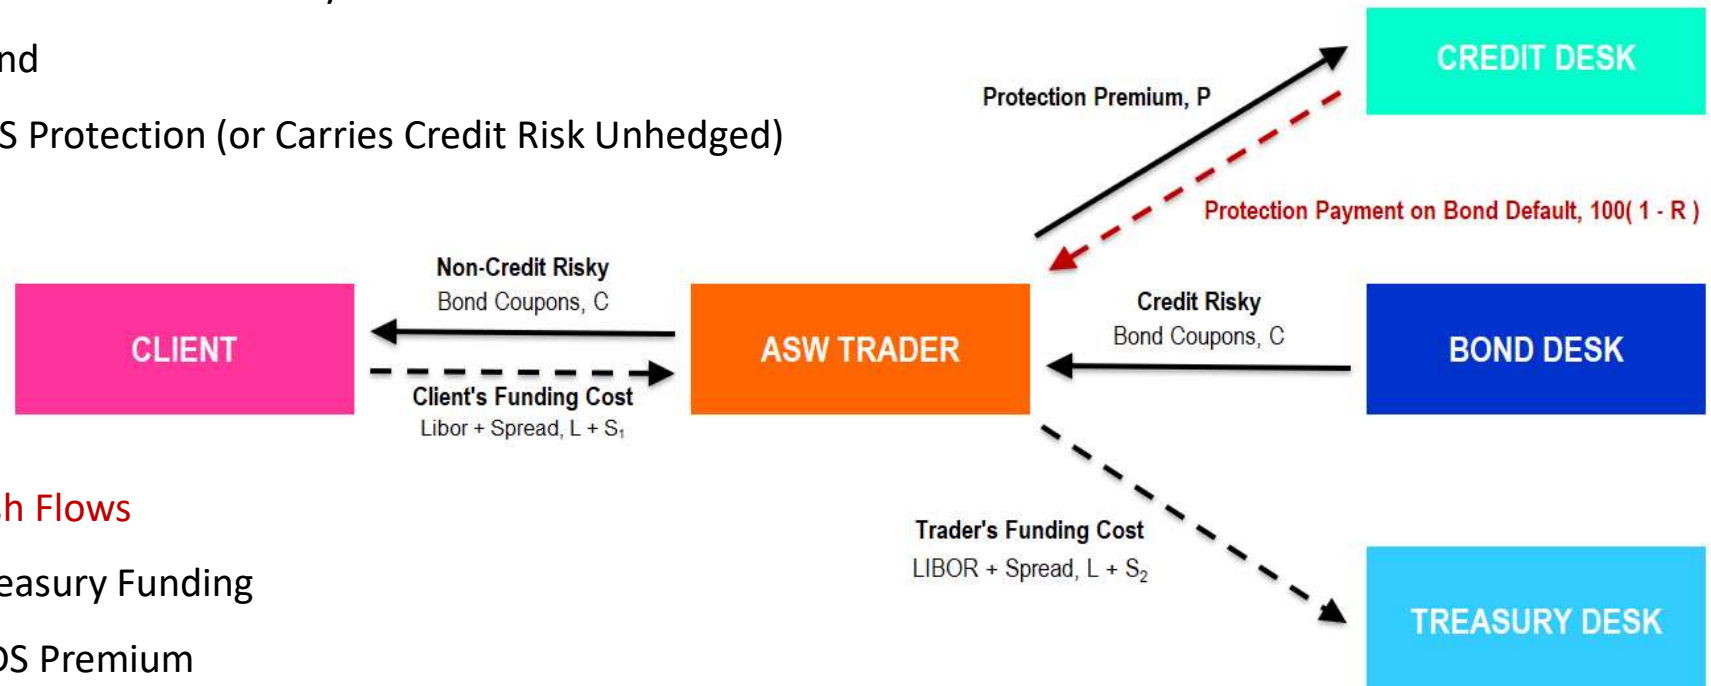 nd
S Protection (or Carries Credit Risk Unhedged)
CREDIT DESK
Protection Premium, P
Protection Payment on Bond Default, 100( 1 - R )
Non-Credit Risky
Bond Coupons, C
CLIENT
ASW TRADER
Credit Risky
Bond Coupons, C
BOND DESK
Client's Funding Cost
Libor + Spread, L + S₁
sh Flows
Trader's Funding Cost
LIBOR + Spread, L + S₂
easury Funding
TREASURY DESK
DS Premium